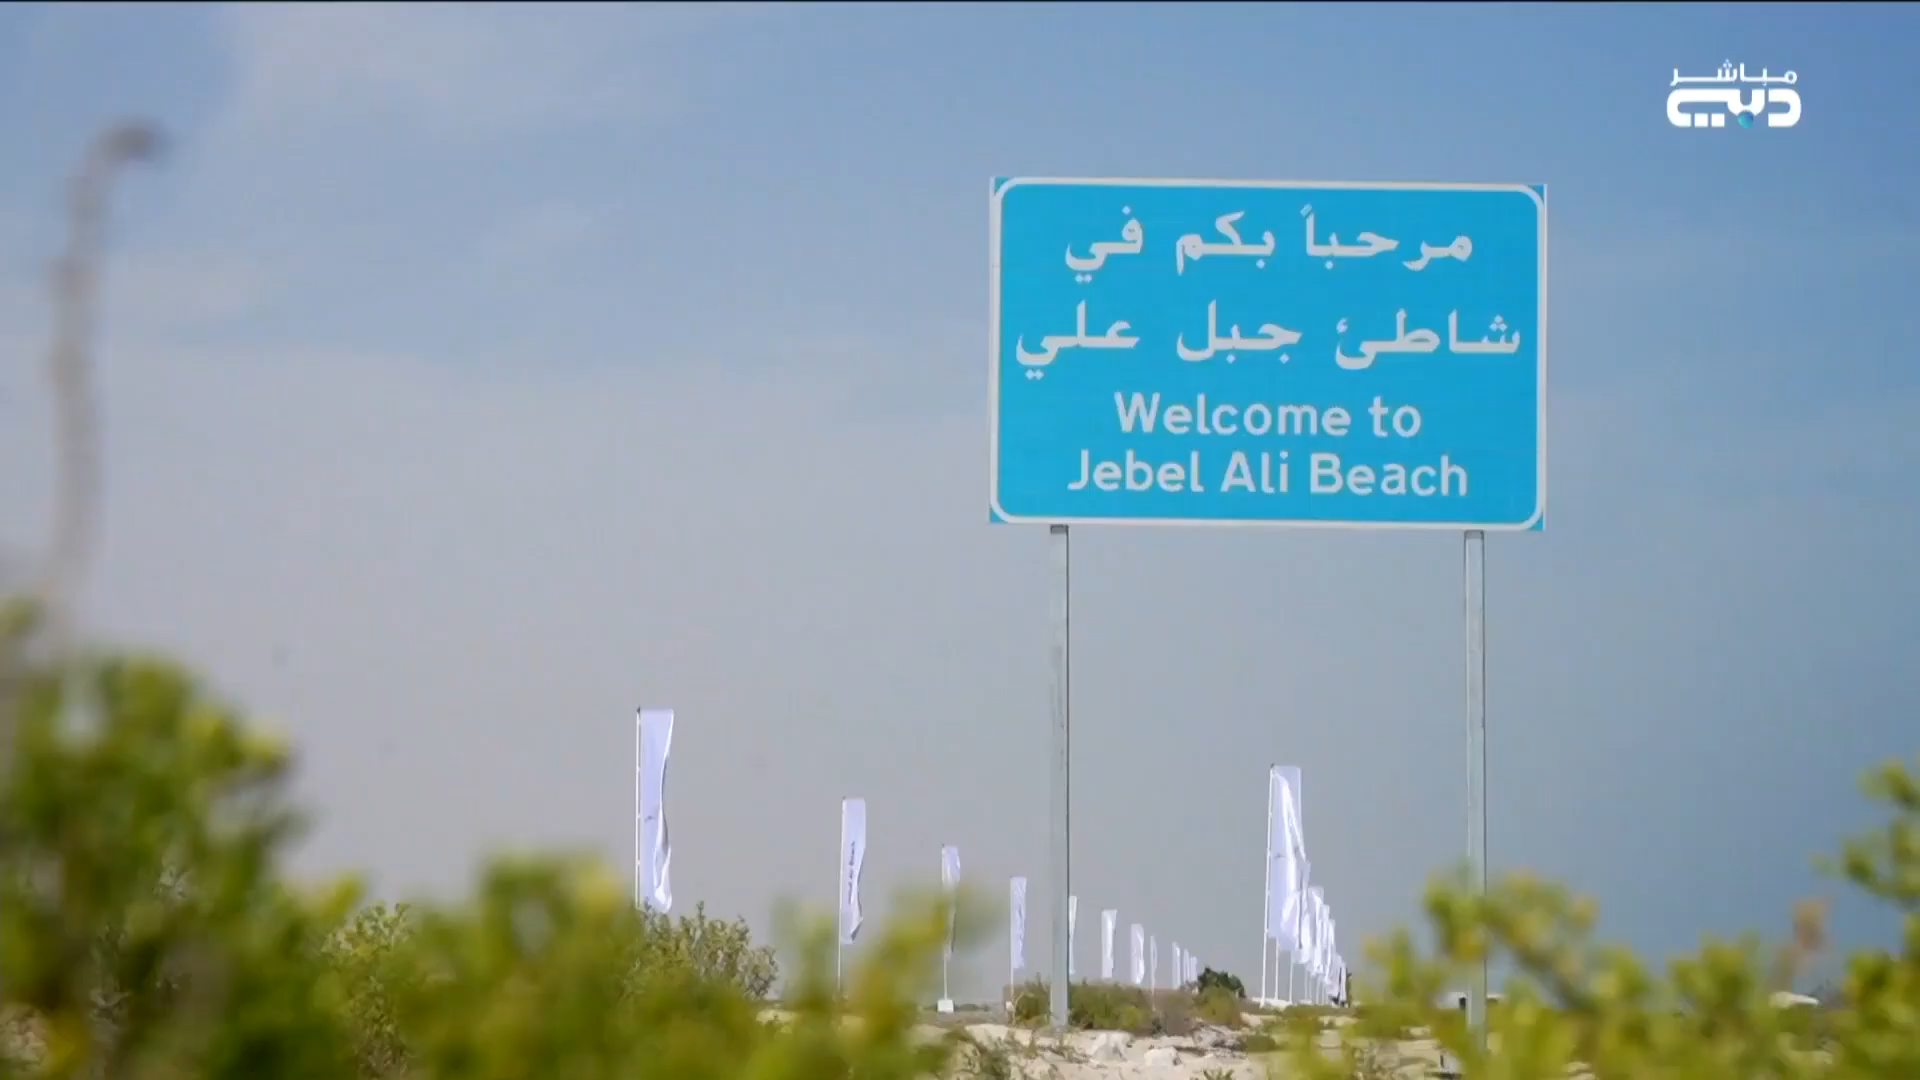 مباشر
دبي
مرحباً بكم في
شاطئ جبل علي
Welcome to
Jebel Ali Beach